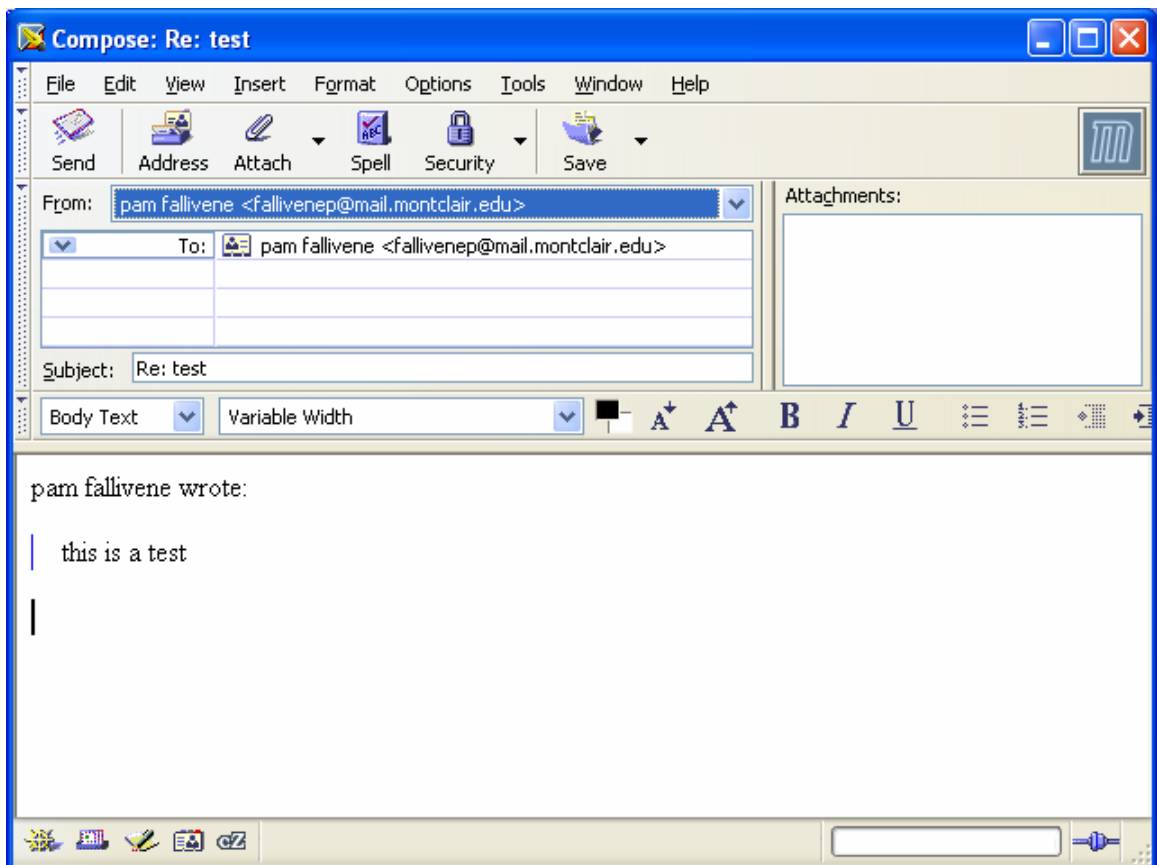 Compose: Re: test
File Edit View Insert Format Options Tools Window Help
Send Address Attach Spell Security Save
From: pam fallivene <fallivenep@mail.montclair.edu>
Attachments:
To: pam fallivene <fallivenep@mail.montclair.edu>
Subject: Re: test
Body Text Variable Width A A B I U
pam fallivene wrote:
this is a test